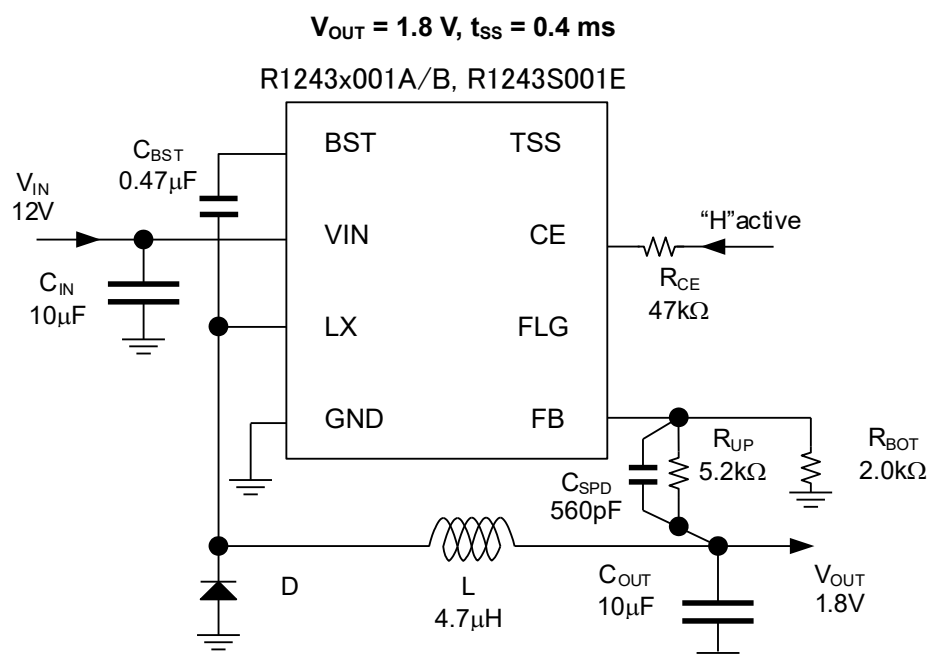 VOUT = 1.8 V, tSS = 0.4 ms
R1243x001A/B, R1243S001E
BST
TSS
CBST
0.47μF
VIN
12V
VIN
CE
“H”active
CIN
10μF
RCE
47kΩ
LX
FLG
GND
FB
RUP
5.2kΩ
RBOT
2.0kΩ
CSPD
560pF
D
L
4.7μH
COUT
10μF
VOUT
1.8V